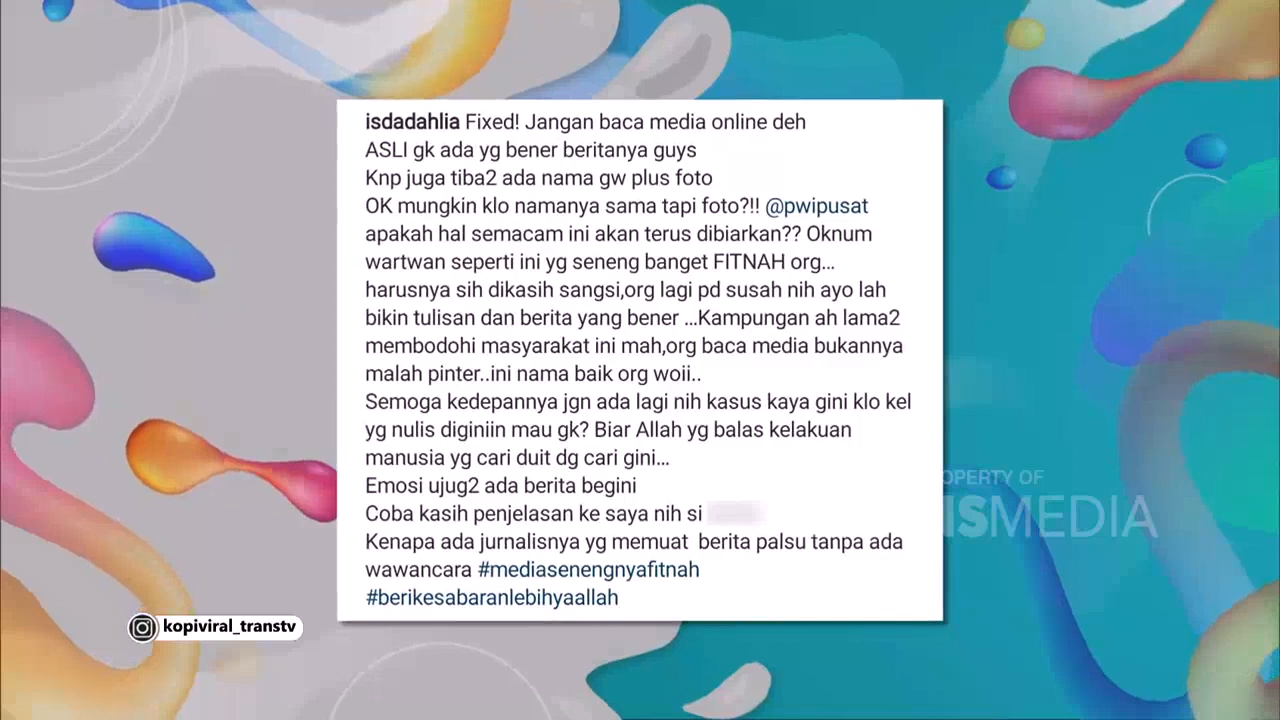 isdadahlia Fixed! Jangan baca media online deh
ASLI gk ada yg bener beritanya guys
Knp juga tiba2 ada nama gw plus foto
OK mungkin klo namanya sama tapi foto?!! @pwipusat
apakah hal semacam ini akan terus dibiarkan?? Oknum
wartwan seperti ini yg seneng banget FITNAH org...
harusnya sih dikasih sangsi,org lagi pd susah nih ayo lah
bikin tulisan dan berita yang bener ...Kampungan ah lama2
membodohi masyarakat ini mah,org baca media bukannya
malah pinter..ini nama baik org woii..
Semoga kedepannya jgn ada lagi nih kasus kaya gini klo kel
yg nulis diginiin mau gk? Biar Allah yg balas kelakuan
manusia yg cari duit dg cari gini...
Emosi ujug2 ada berita begini
Coba kasih penjelasan ke saya nih si
Kenapa ada jurnalisnya yg memuat berita palsu tanpa ada
wawancara #mediasenengnyafitnah
#berikesabaranlebihyaallah
OPERTY OF
ISMEDIA
kopiviral_transtv